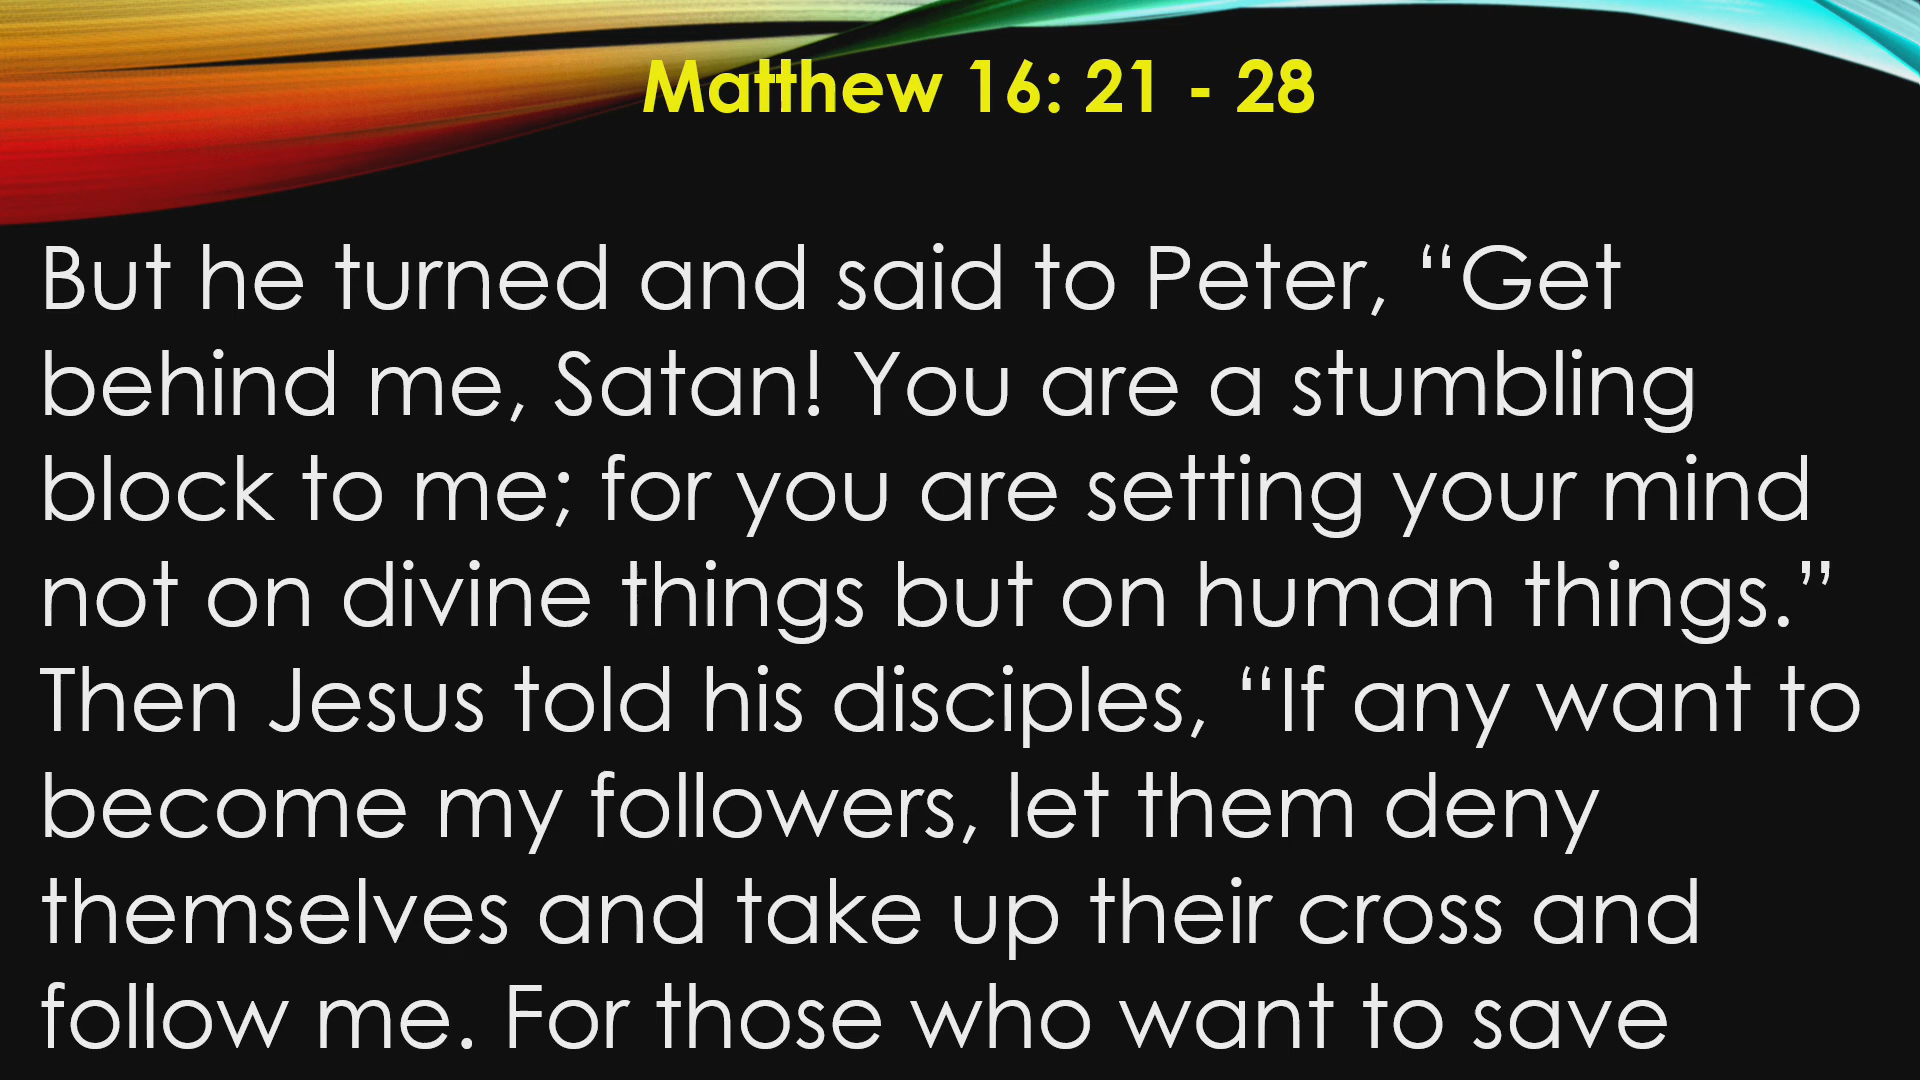 Matthew 16: 21 - 28
But he turned and said to Peter, “Get
behind me, Satan! You are a stumbling
block to me; for you are setting your mind
not on divine things but on human things.”
Then Jesus told his disciples, “If any want to
become my followers, let them deny
themselves and take up their cross and
follow me. For those who want to save